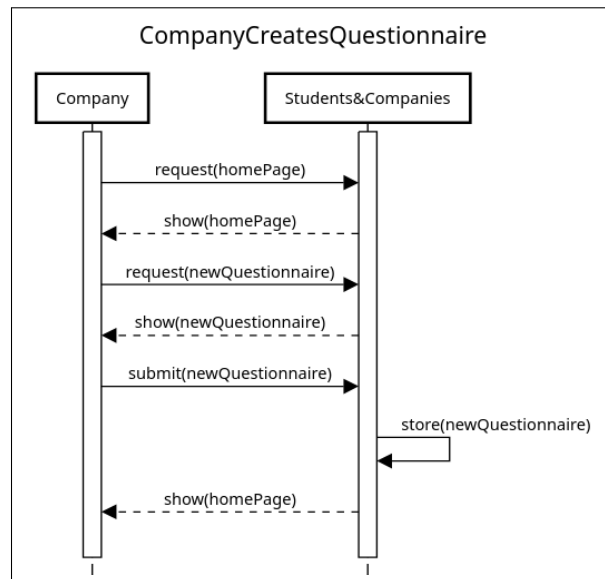 CompanyCreatesQuestionnaire
Company
Students&Companies
request(homePage)
show(homePage)
request(newQuestionnaire)
show(newQuestionnaire)
submit(newQuestionnaire)
store(newQuestionnaire)
show(homePage)